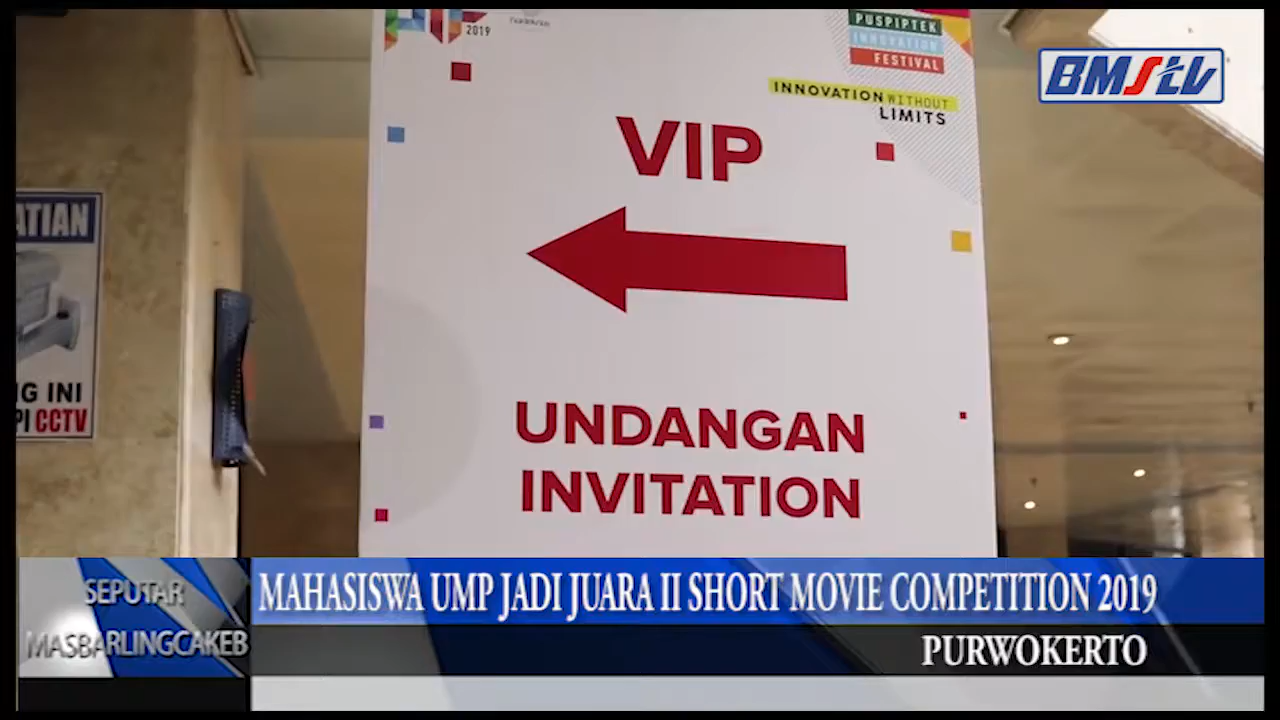 2019
PUSPIPTEK
INNOVATION
FESTIVAL
BMStv
INNOVATION WITHOUT
LIMITS
VIP
ATIAN
UNDANGAN
INVITATION
G INI
PI CCTV
SEPUTAR
MASBARLINGCAKEB
MAHASISWA UMP JADI JUARA II SHORT MOVIE COMPETITION 2019
PURWOKERTO